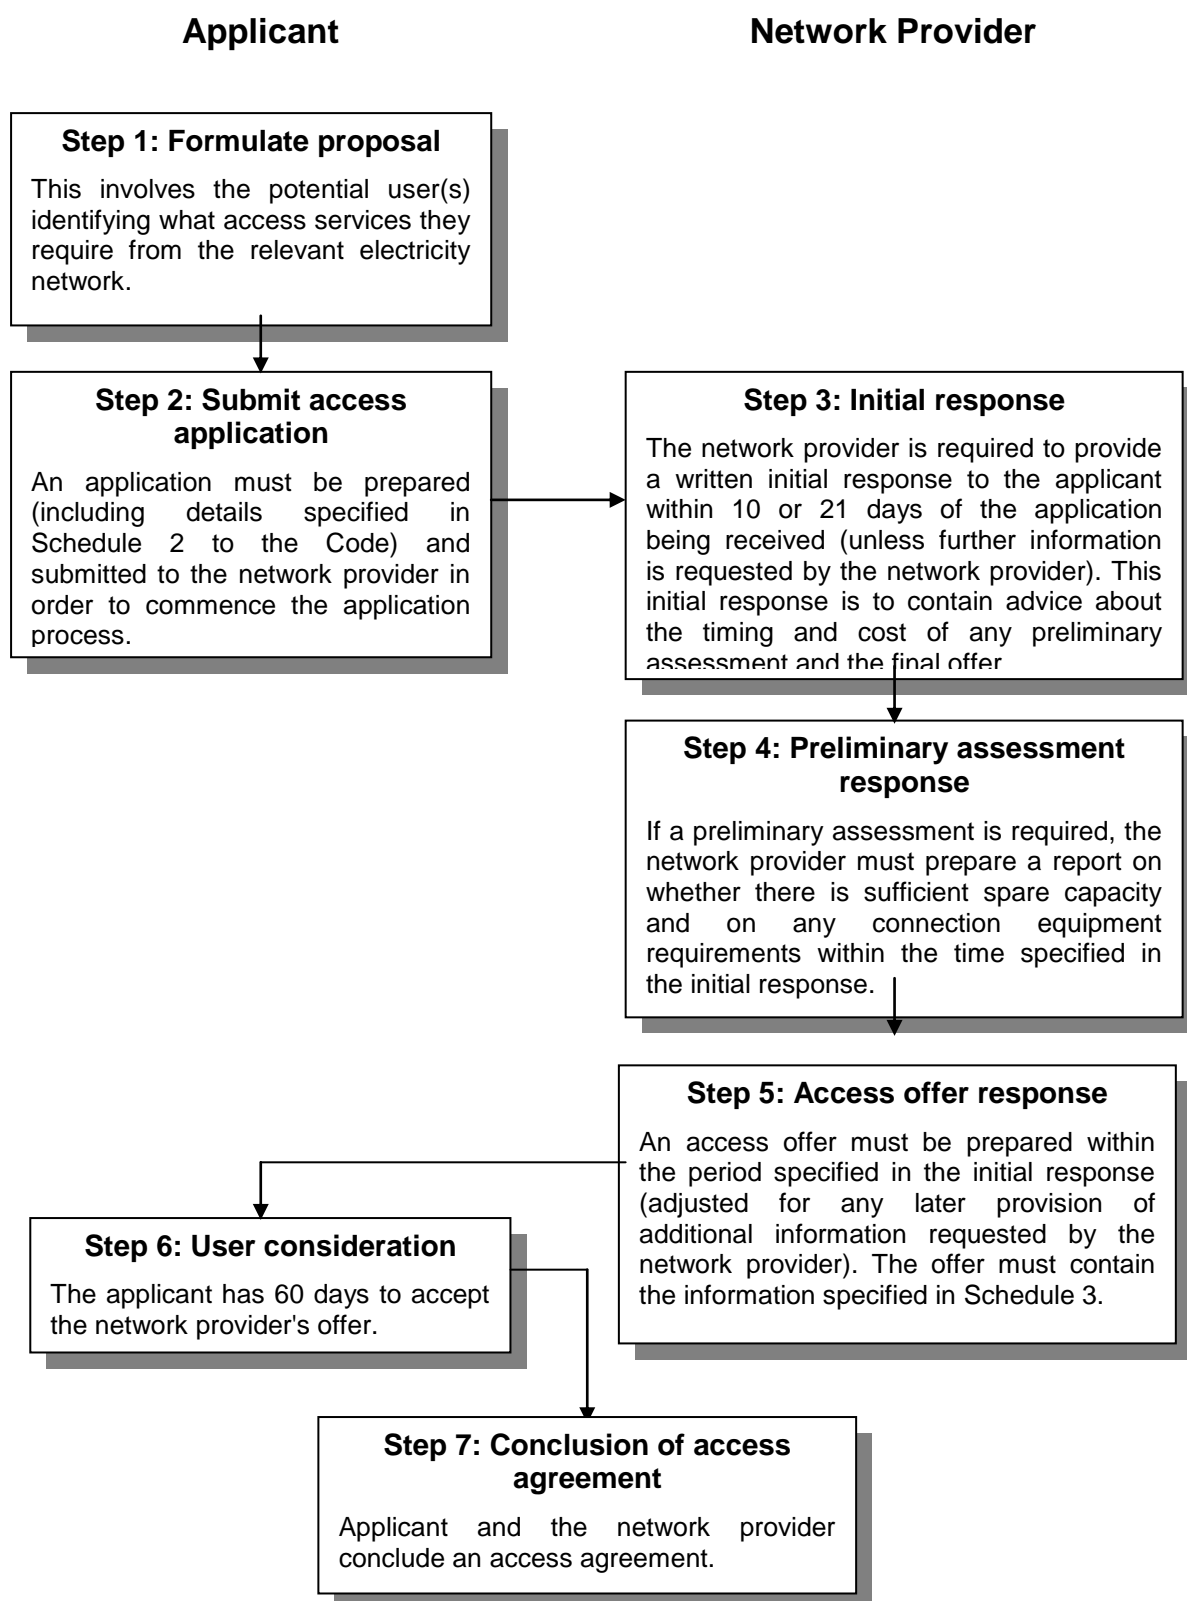 Applicant
Network Provider
Step 1: Formulate proposal
This involves the potential user(s)
identifying what access services they
require from the relevant electricity
network.
Step 2: Submit access
application
An application must be prepared
(including details specified in
Schedule 2 to the Code) and
submitted to the network provider in
order to commence the application
process.
Step 3: Initial response
The network provider is required to provide
a written initial response to the applicant
within 10 or 21 days of the application
being received (unless further information
is requested by the network provider). This
initial response is to contain advice about
the timing and cost of any preliminary
assessment and the final offer
Step 4: Preliminary assessment
response
If a preliminary assessment is required, the
network provider must prepare a report on
whether there is sufficient spare capacity
and on any connection equipment
requirements within the time specified in
the initial response.
Step 5: Access offer response
An access offer must be prepared within
the period specified in the initial response
(adjusted for any later provision of
additional information requested by the
network provider). The offer must contain
the information specified in Schedule 3.
Step 6: User consideration
The applicant has 60 days to accept
the network provider's offer.
Step 7: Conclusion of access
agreement
Applicant and the network provider
conclude an access agreement.